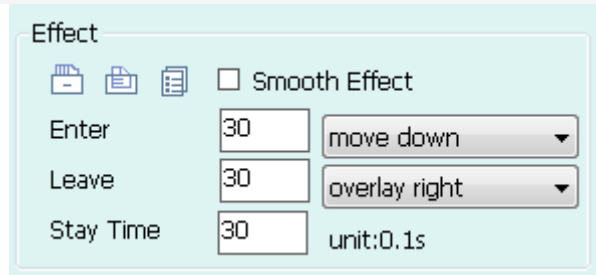 Effect
Smooth Effect
Enter 30 move down
Leave 30 overlay right
Stay Time 30 unit:0.1s